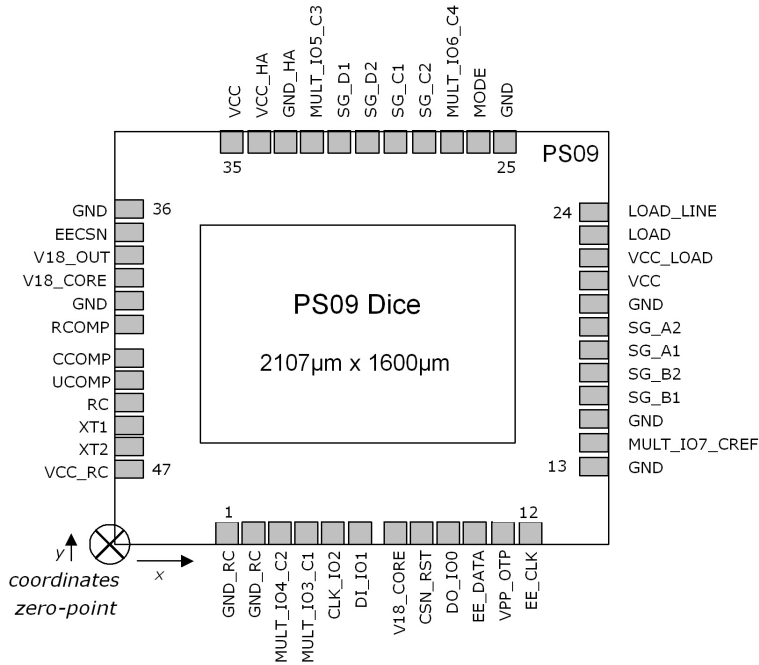 VCC
VCC_HA
GND_HA
MULT_IO5_C3
SG_D1
SG_D2
SG_C1
SG_C2
MULT_IO6_C4
MODE
GND
35
25
PS09
GND
36
24
LOAD_LINE
EECSN
LOAD
V18_OUT
VCC_LOAD
V18_CORE
VCC
GND
GND
RCOMP
SG_A2
CCOMP
SG_A1
UCOMP
SG_B2
RC
SG_B1
XT1
GND
XT2
MULT_IO7_CREF
VCC_RC
47
13
GND
PS09 Dice
2107µm x 1600µm
1
12
y
x
coordinates
zero-point
GND_RC
GND_RC
MULT_IO4_C2
MULT_IO3_C1
CLK_IO2
DI_IO1
V18_CORE
CSN_RST
DO_IO0
EE_DATA
VPP_OTP
EE_CLK